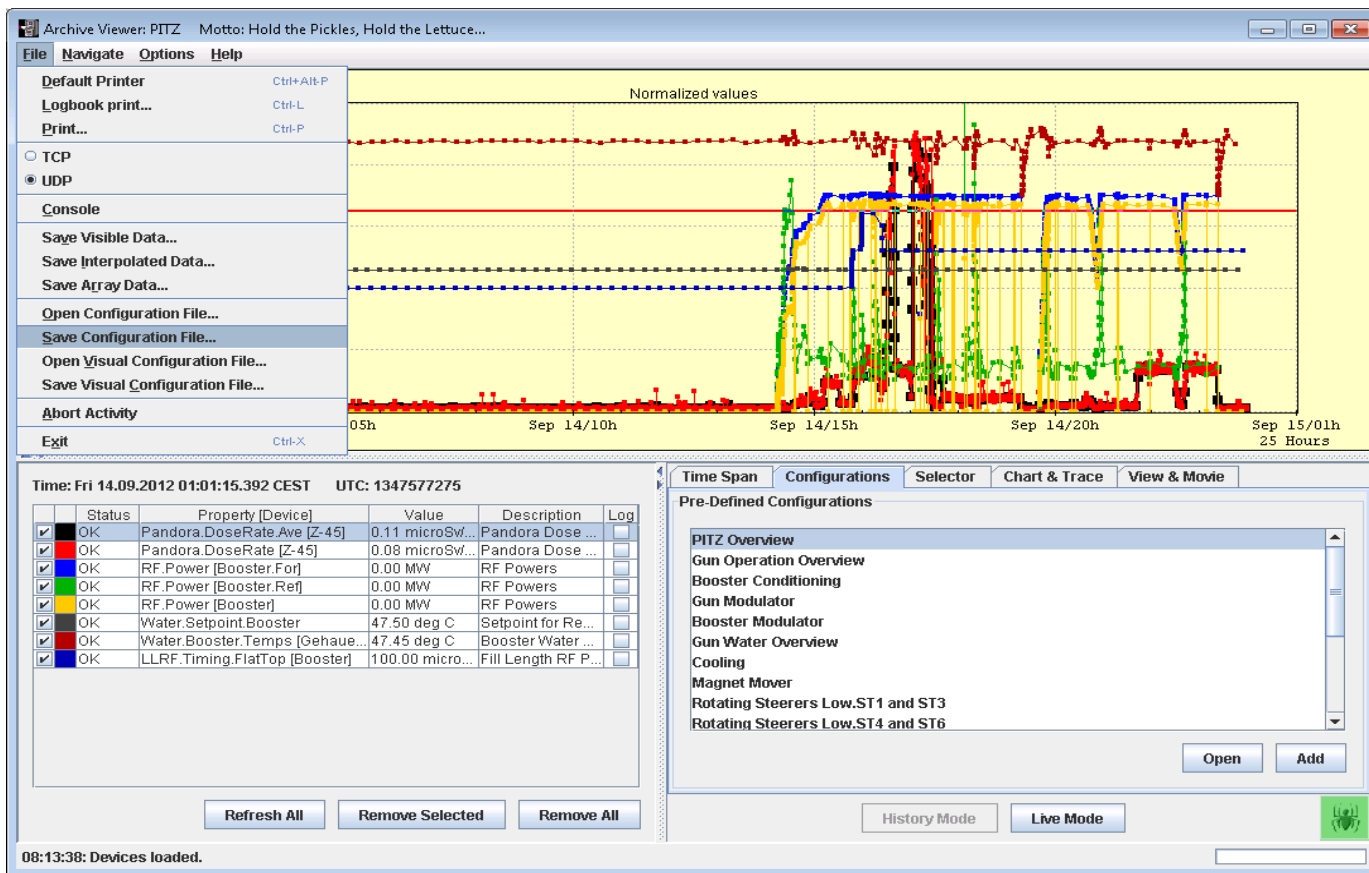 Archive Viewer: PITZ Motto: Hold the Pickles, Hold the Lettuce...
File Navigate Options Help
Default Printer Ctrl+Alt-P
Logbook print... Ctrl-L
Print... Ctrl-P
TCP
UDP
Console
Save Visible Data...
Save Interpolated Data...
Save Array Data...
Open Configuration File...
Save Configuration File...
Open Visual Configuration File...
Save Visual Configuration File...
Abort Activity
Exit Ctrl-X
Normalized values
05h Sep 14/10h Sep 14/15h Sep 14/20h Sep 15/01h
25 Hours
Time: Fri 14.09.2012 01:01:15.392 CEST UTC: 1347577275
Status Property [Device] Value Description Log
OK Pandora.DoseRate.Ave [Z-45] 0.11 microSv/... Pandora Dose ...
OK Pandora.DoseRate [Z-45] 0.08 microSv/... Pandora Dose ...
OK RF.Power [Booster.For] 0.00 MW RF Powers
OK RF.Power [Booster.Ref] 0.00 MW RF Powers
OK RF.Power [Booster] 0.00 MW RF Powers
OK Water.Setpoint.Booster 47.50 deg C Setpoint for Re...
OK Water.Booster.Temps [Gehaue... 47.45 deg C Booster Water ...
OK LLRF.Timing.FlatTop [Booster] 100.00 micro... Fill Length RF P...
Refresh All Remove Selected Remove All
Time Span Configurations Selector Chart & Trace View & Movie
Pre-Defined Configurations
PITZ Overview
Gun Operation Overview
Booster Conditioning
Gun Modulator
Booster Modulator
Gun Water Overview
Cooling
Magnet Mover
Rotating Steerers Low.ST1 and ST3
Rotating Steerers Low.ST4 and ST6
Open Add
History Mode Live Mode
08:13:38: Devices loaded.